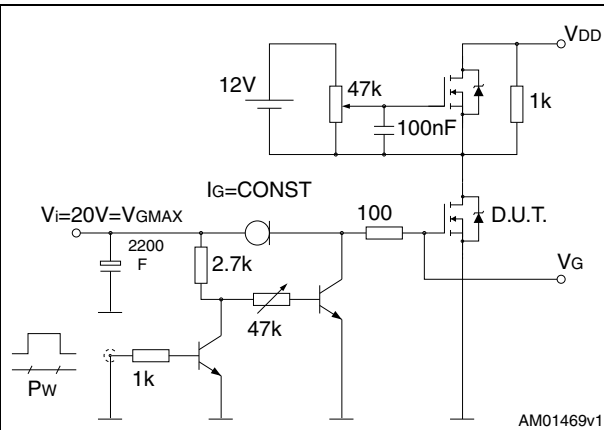 VDD
12V
47k
1k
100nF
IG=CONST
Vi=20V=VGMAX
100
D.U.T.
2200
F
2.7k
VG
47k
1k
PW
AM01469v1